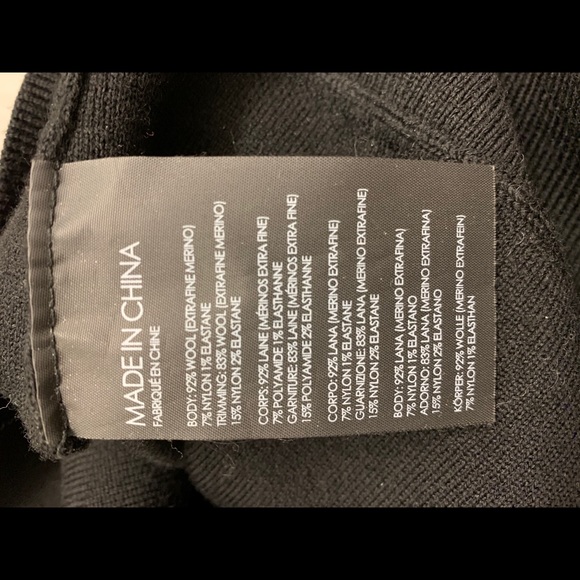 MADE IN CHINA
FABRIQUÉ EN CHINE
BODY: 92% WOOL (EXTRAFINE MERINO)
7% NYLON 1% ELASTANE
TRIMMING: 83% WOOL (EXTRAFINE MERINO)
15% NYLON 2% ELASTANE
CORPS: 92% LAINE (MÉRINOS EXTRA FINE)
7% POLYAMIDE 1% ELASTHANNE
GARNITURE: 83% LAINE (MÉRINOS EXTRA FINE)
15% POLYAMIDE 2% ELASTHANNE
CORPO: 92% LANA (MERINO EXTRAFINE)
7% NYLON 1% ELASTANE
GUARNIZIONE: 83% LANA (MERINO EXTRAFINE)
15% NYLON 2% ELASTANE
BODY: 92% LANA (MERINO EXTRAFINA)
7% NYLON 1% ELASTANO
ADORNO: 83% LANA (MERINO EXTRAFINA)
15% NYLON 2% ELASTANO
KÖRPER: 92% WOLLE (MERINO EXTRAFEIN)
7% NYLON 1% ELASTHAN